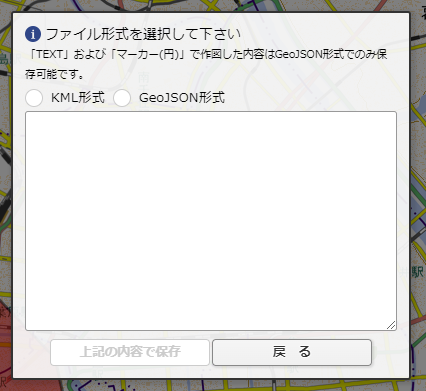 ファイル形式を選択して下さい
「TEXT」および「マーカー(円)」で作図した内容はGeoJSON形式でのみ保
存可能です。
KML形式 GeoJSON形式
上記の内容で保存 戻 る